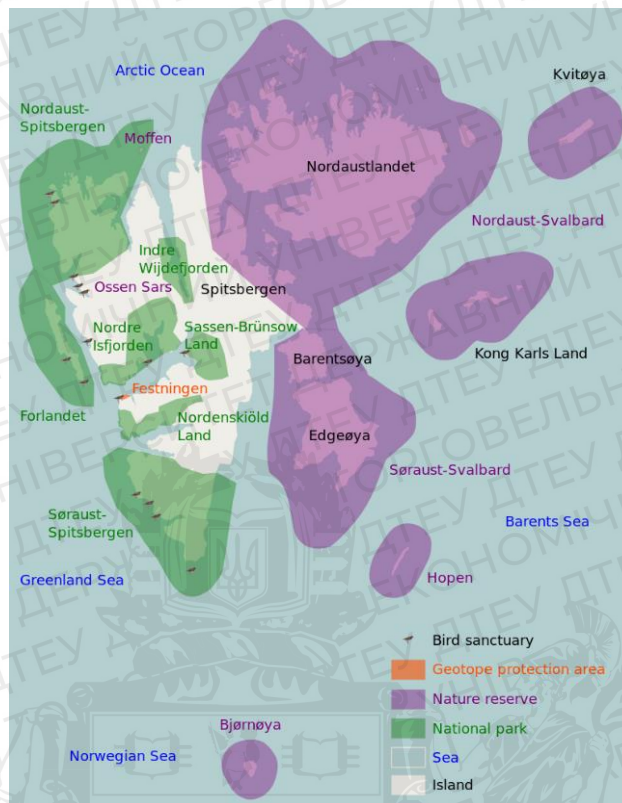 Arctic Ocean
Kvitøya
Nordaust-
Spitsbergen
Moffen
Nordaustlandet
Nordaust-Svalbard
Indre
Wijdefjorden
Ossen Sars
Spitsbergen
Nordre
Isfjorden
Sassen-Brünsow
Land
Barentsøya
Kong Karls Land
Festningen
Forlandet
Nordenskiöld
Land
Edgeøya
Søraust-Svalbard
Søraust-
Spitsbergen
Barents Sea
Greenland Sea
Hopen
Bird sanctuary
Geotope protection area
Nature reserve
National park
Sea
Island
Bjørnøya
Norwegian Sea